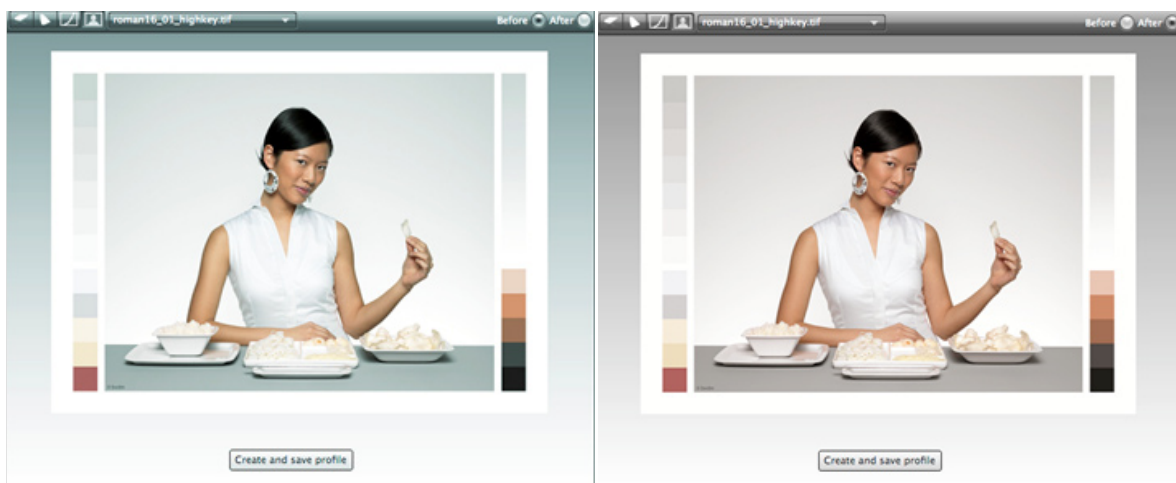 roman16_01_highkey.tif
Before After
Create and save profile
roman16_01_highkey.tif
Before After
Create and save profile